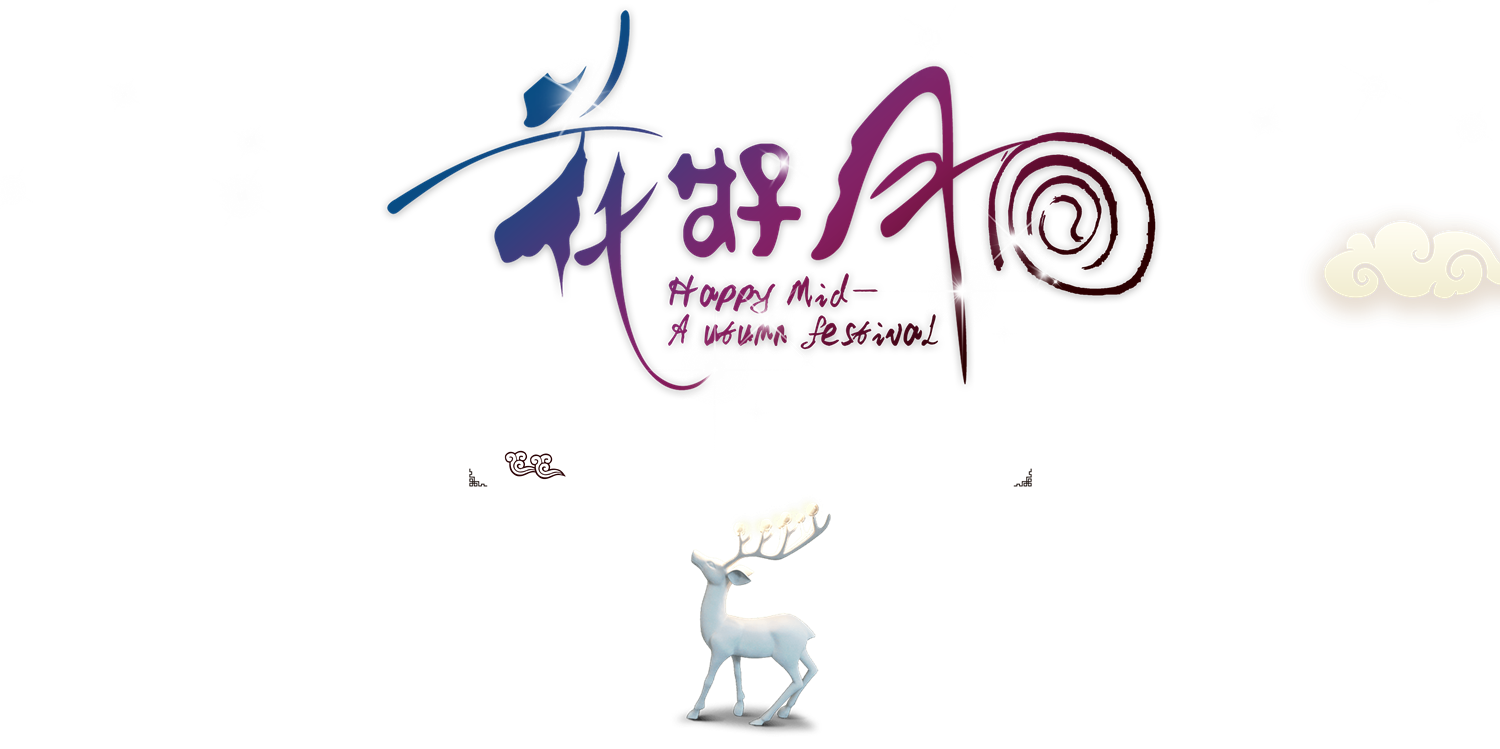 花好月圆
Happy Mid-
Autumn festival